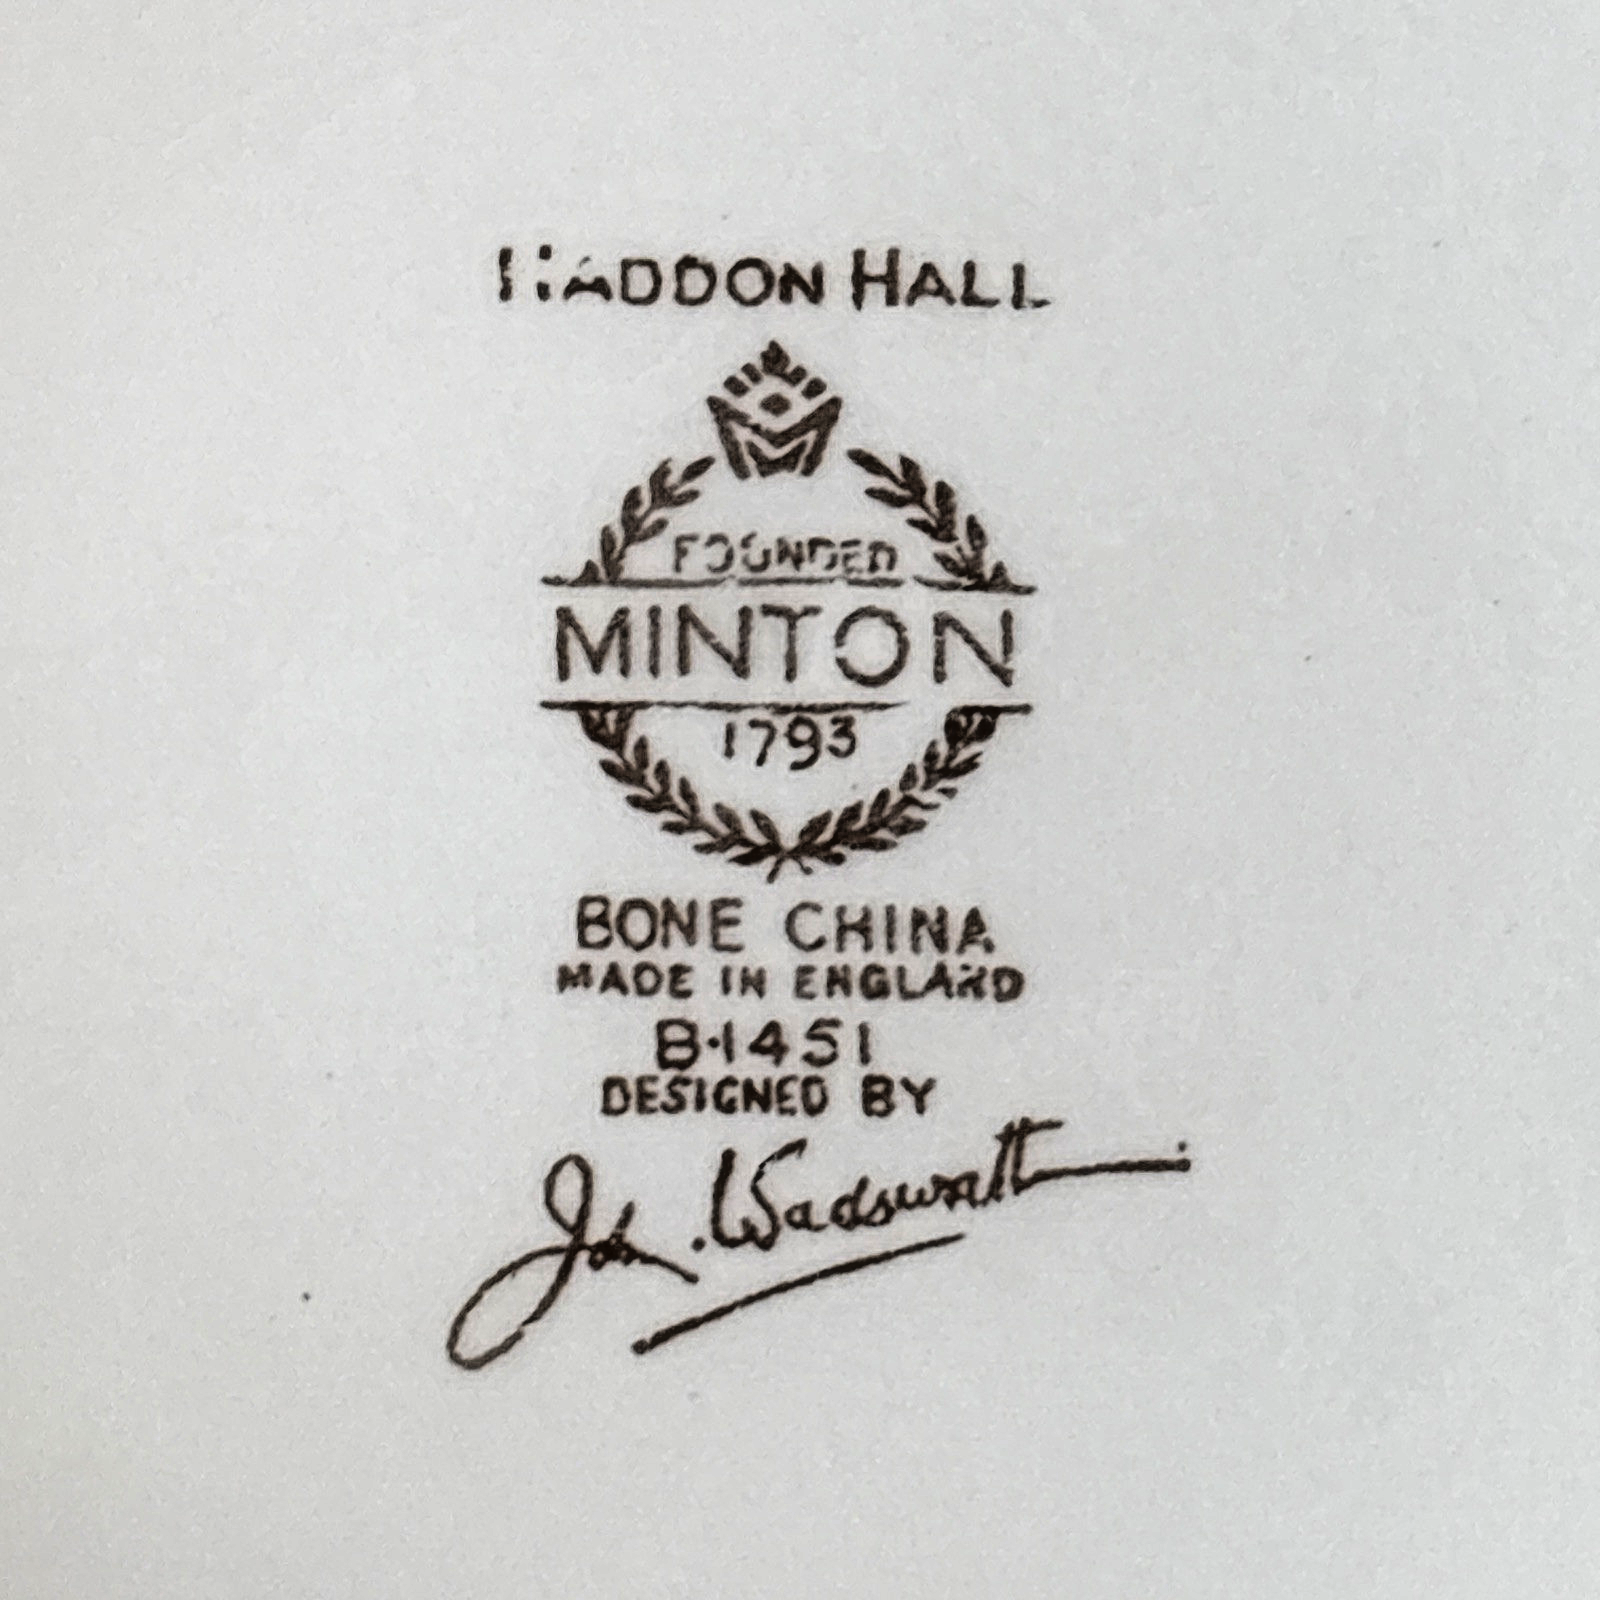 HADDON HALL
FOUNDED
MINTON
1793
BONE CHINA
MADE IN ENGLAND
B·1451
DESIGNED BY
John. Wadsworth